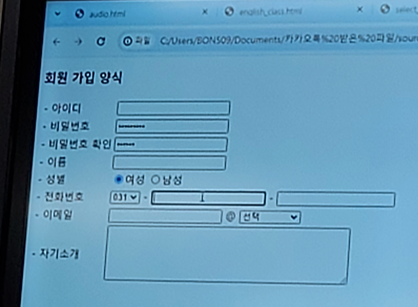 audio.html × english_class.html × select
파일 C:/Users/BON509/Documents/카카오톡%20받은%20파일/sour
회원 가입 양식
- 아이디
- 비밀번호
- 비밀번호 확인
- 이름
- 성별 여성 남성
- 전화번호 031 - -
- 이메일 @ 선택
- 자기소개